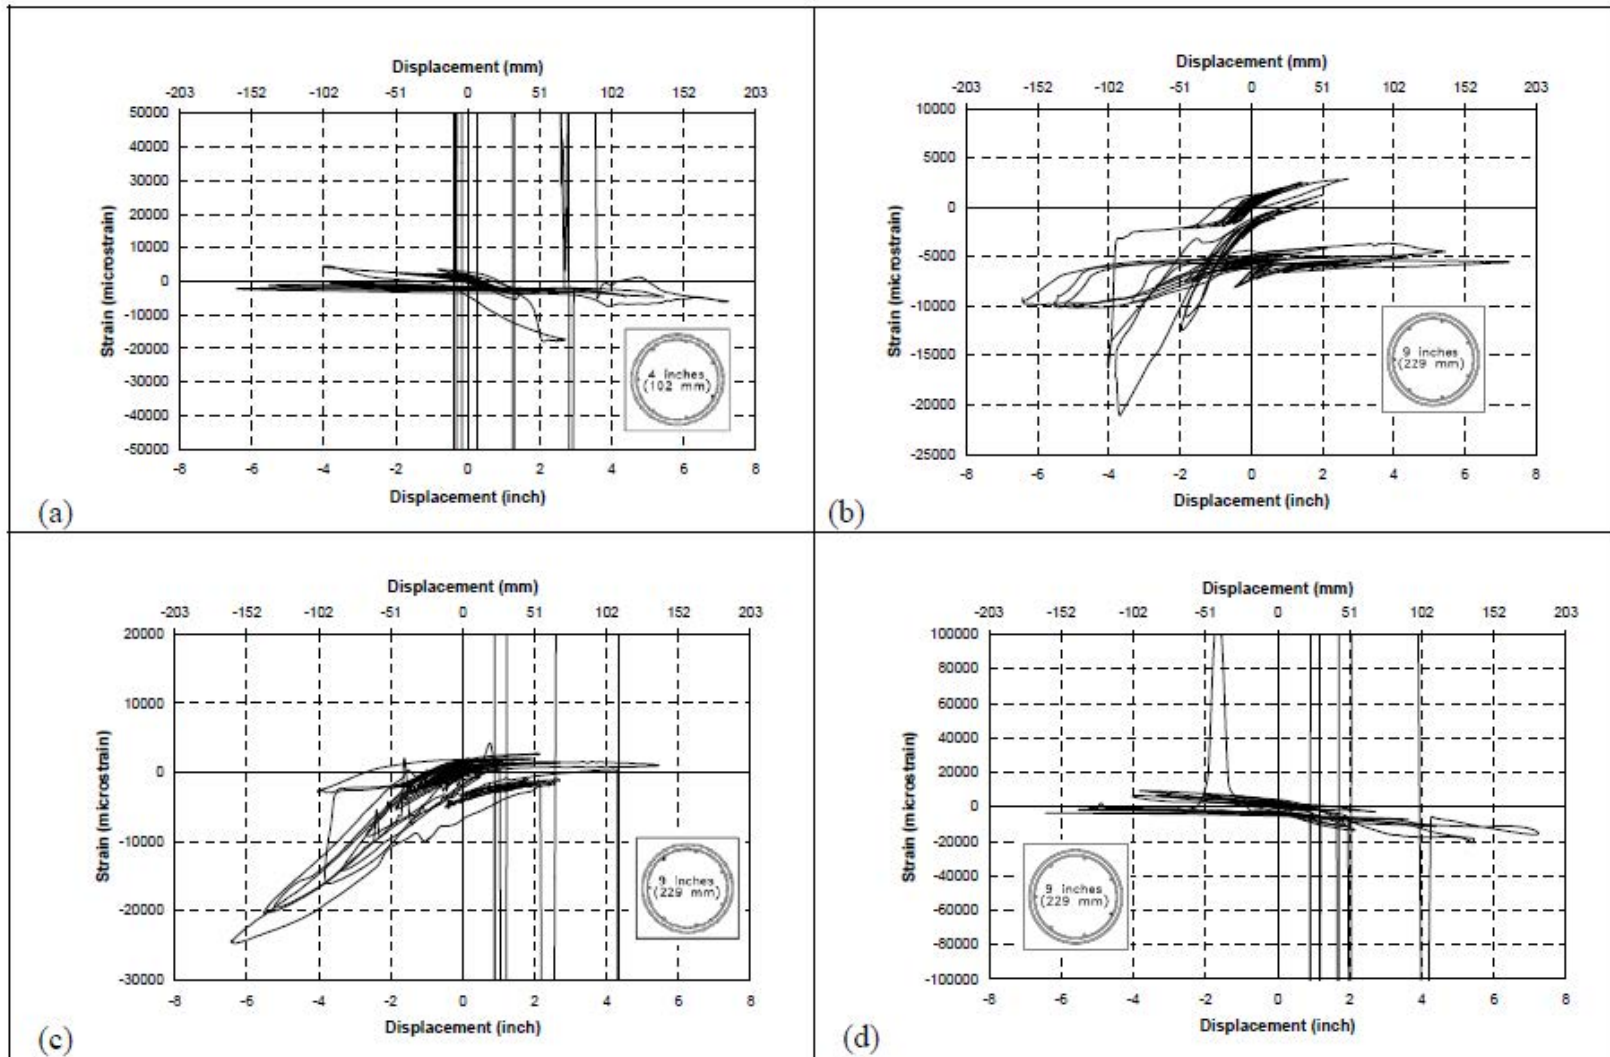 Displacement (mm)
-203 -152 -102 -51 0 51 102 152 203
50000
40000
30000
20000
10000
0
-10000
-20000
-30000
-40000
-50000
Strain (microstrain)
4 inches
(102 mm)
-8 -6 -4 -2 0 2 4 6 8
Displacement (inch)
(a)
Displacement (mm)
-203 -152 -102 -51 0 51 102 152 203
10000
5000
0
-5000
-10000
-15000
-20000
-25000
Strain (microstrain)
9 inches
(229 mm)
-8 -6 -4 -2 0 2 4 6 8
Displacement (inch)
(b)
Displacement (mm)
-203 -152 -102 -51 0 51 102 152 203
20000
10000
0
-10000
-20000
-30000
Strain (microstrain)
9 inches
(229 mm)
-8 -6 -4 -2 0 2 4 6 8
Displacement (inch)
(c)
Displacement (mm)
-203 -152 -102 -51 0 51 102 152 203
100000
80000
60000
40000
20000
0
-20000
-40000
-60000
-80000
-100000
Strain (microstrain)
9 inches
(229 mm)
-8 -6 -4 -2 0 2 4 6 8
Displacement (inch)
(d)